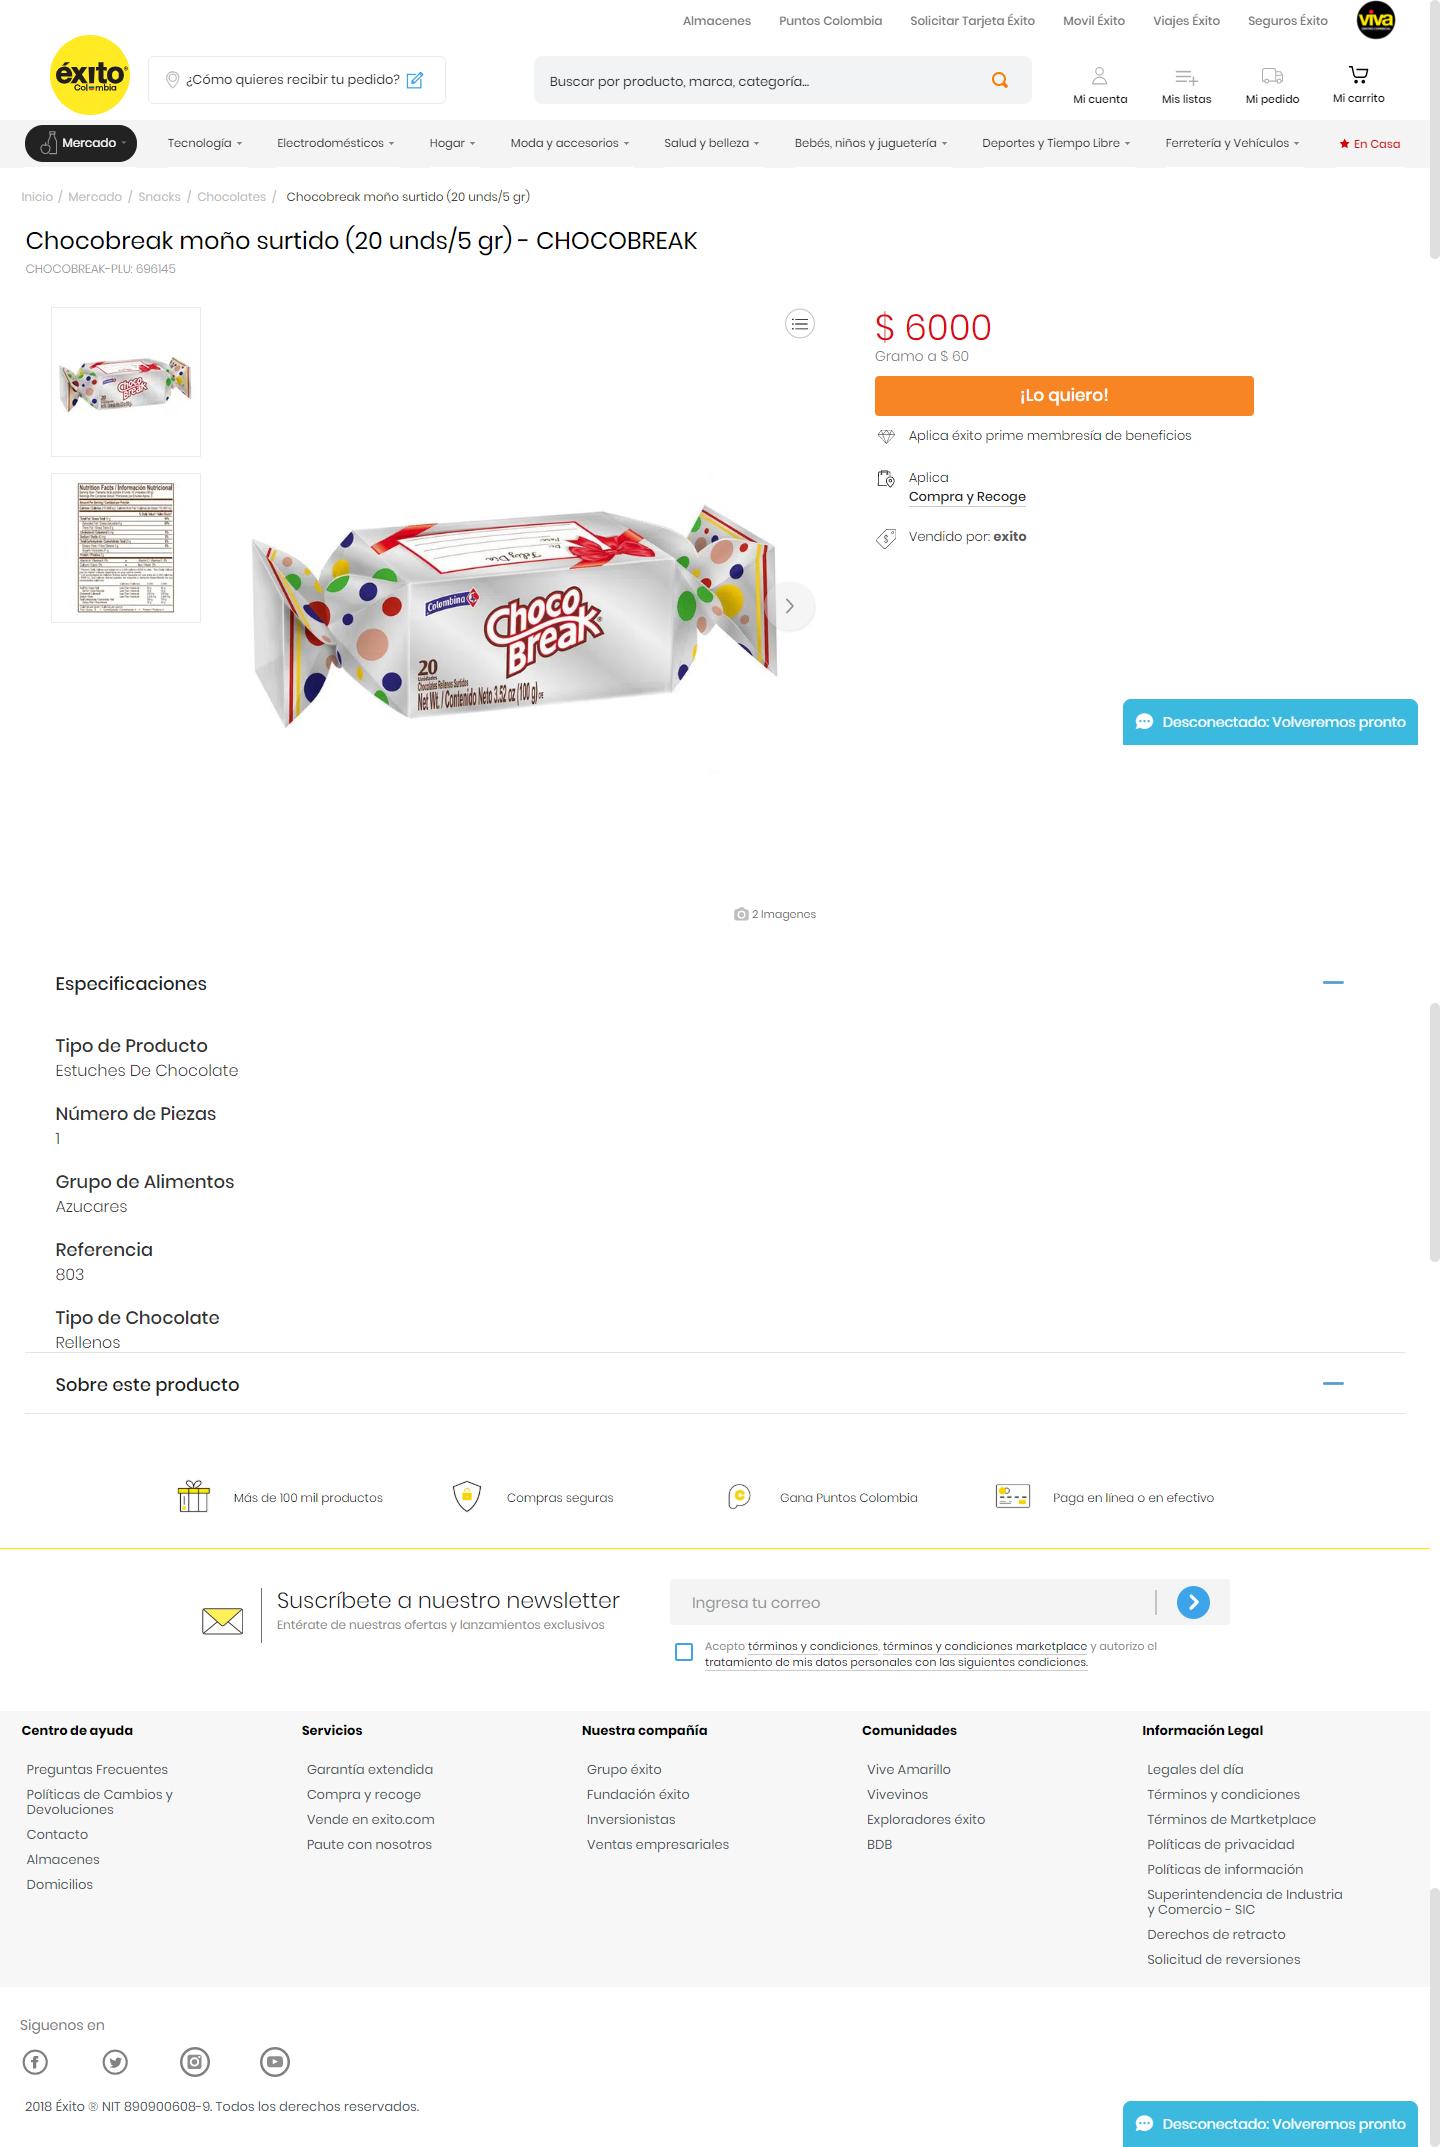 Almacenes Puntos Colombia Solicitar Tarjeta Éxito Movil Éxito Viajes Éxito Seguros Éxito viva
éxito
Colombia
¿Cómo quieres recibir tu pedido?
Buscar por producto, marca, categoría...
Mi cuenta Mis listas Mi pedido Mi carrito
Mercado Tecnología Electrodomésticos Hogar Moda y accesorios Salud y belleza Bebés, niños y juguetería Deportes y Tiempo Libre Ferretería y Vehículos En Casa
Inicio / Mercado / Snacks / Chocolates / Chocobreak moño surtido (20 unds/5 gr)
Chocobreak moño surtido (20 unds/5 gr) - CHOCOBREAK
CHOCOBREAK-PLU: 696145
Choco
Break
20
Nutrition Facts / Información Nutricional
Feliz Día
De:
Para:
Colombina
Choco
Break
20
Unidades
Chocolates Rellenos Surtidos
Net Wt. / Contenido Neto 3.52 oz (100 g)
2 Imagenes
$ 6000
Gramo a $ 60
¡Lo quiero!
Aplica éxito prime membresía de beneficios
Aplica
Compra y Recoge
Vendido por: exito
Desconectado: Volveremos pronto
Especificaciones
Tipo de Producto
Estuches De Chocolate
Número de Piezas
1
Grupo de Alimentos
Azucares
Referencia
803
Tipo de Chocolate
Rellenos
Sobre este producto
Más de 100 mil productos Compras seguras Gana Puntos Colombia Paga en línea o en efectivo
Suscríbete a nuestro newsletter
Entérate de nuestras ofertas y lanzamientos exclusivos
Ingresa tu correo
Acepto términos y condiciones, términos y condiciones marketplace y autorizo el
tratamiento de mis datos personales con las siguientes condiciones.
Centro de ayuda
Preguntas Frecuentes
Políticas de Cambios y
Devoluciones
Contacto
Almacenes
Domicilios
Servicios
Garantía extendida
Compra y recoge
Vende en exito.com
Paute con nosotros
Nuestra compañía
Grupo éxito
Fundación éxito
Inversionistas
Ventas empresariales
Comunidades
Vive Amarillo
Vivevinos
Exploradores éxito
BDB
Información Legal
Legales del día
Términos y condiciones
Términos de Martketplace
Políticas de privacidad
Políticas de información
Superintendencia de Industria
y Comercio - SIC
Derechos de retracto
Solicitud de reversiones
Siguenos en
2018 Éxito ® NIT 890900608-9. Todos los derechos reservados.
Desconectado: Volveremos pronto